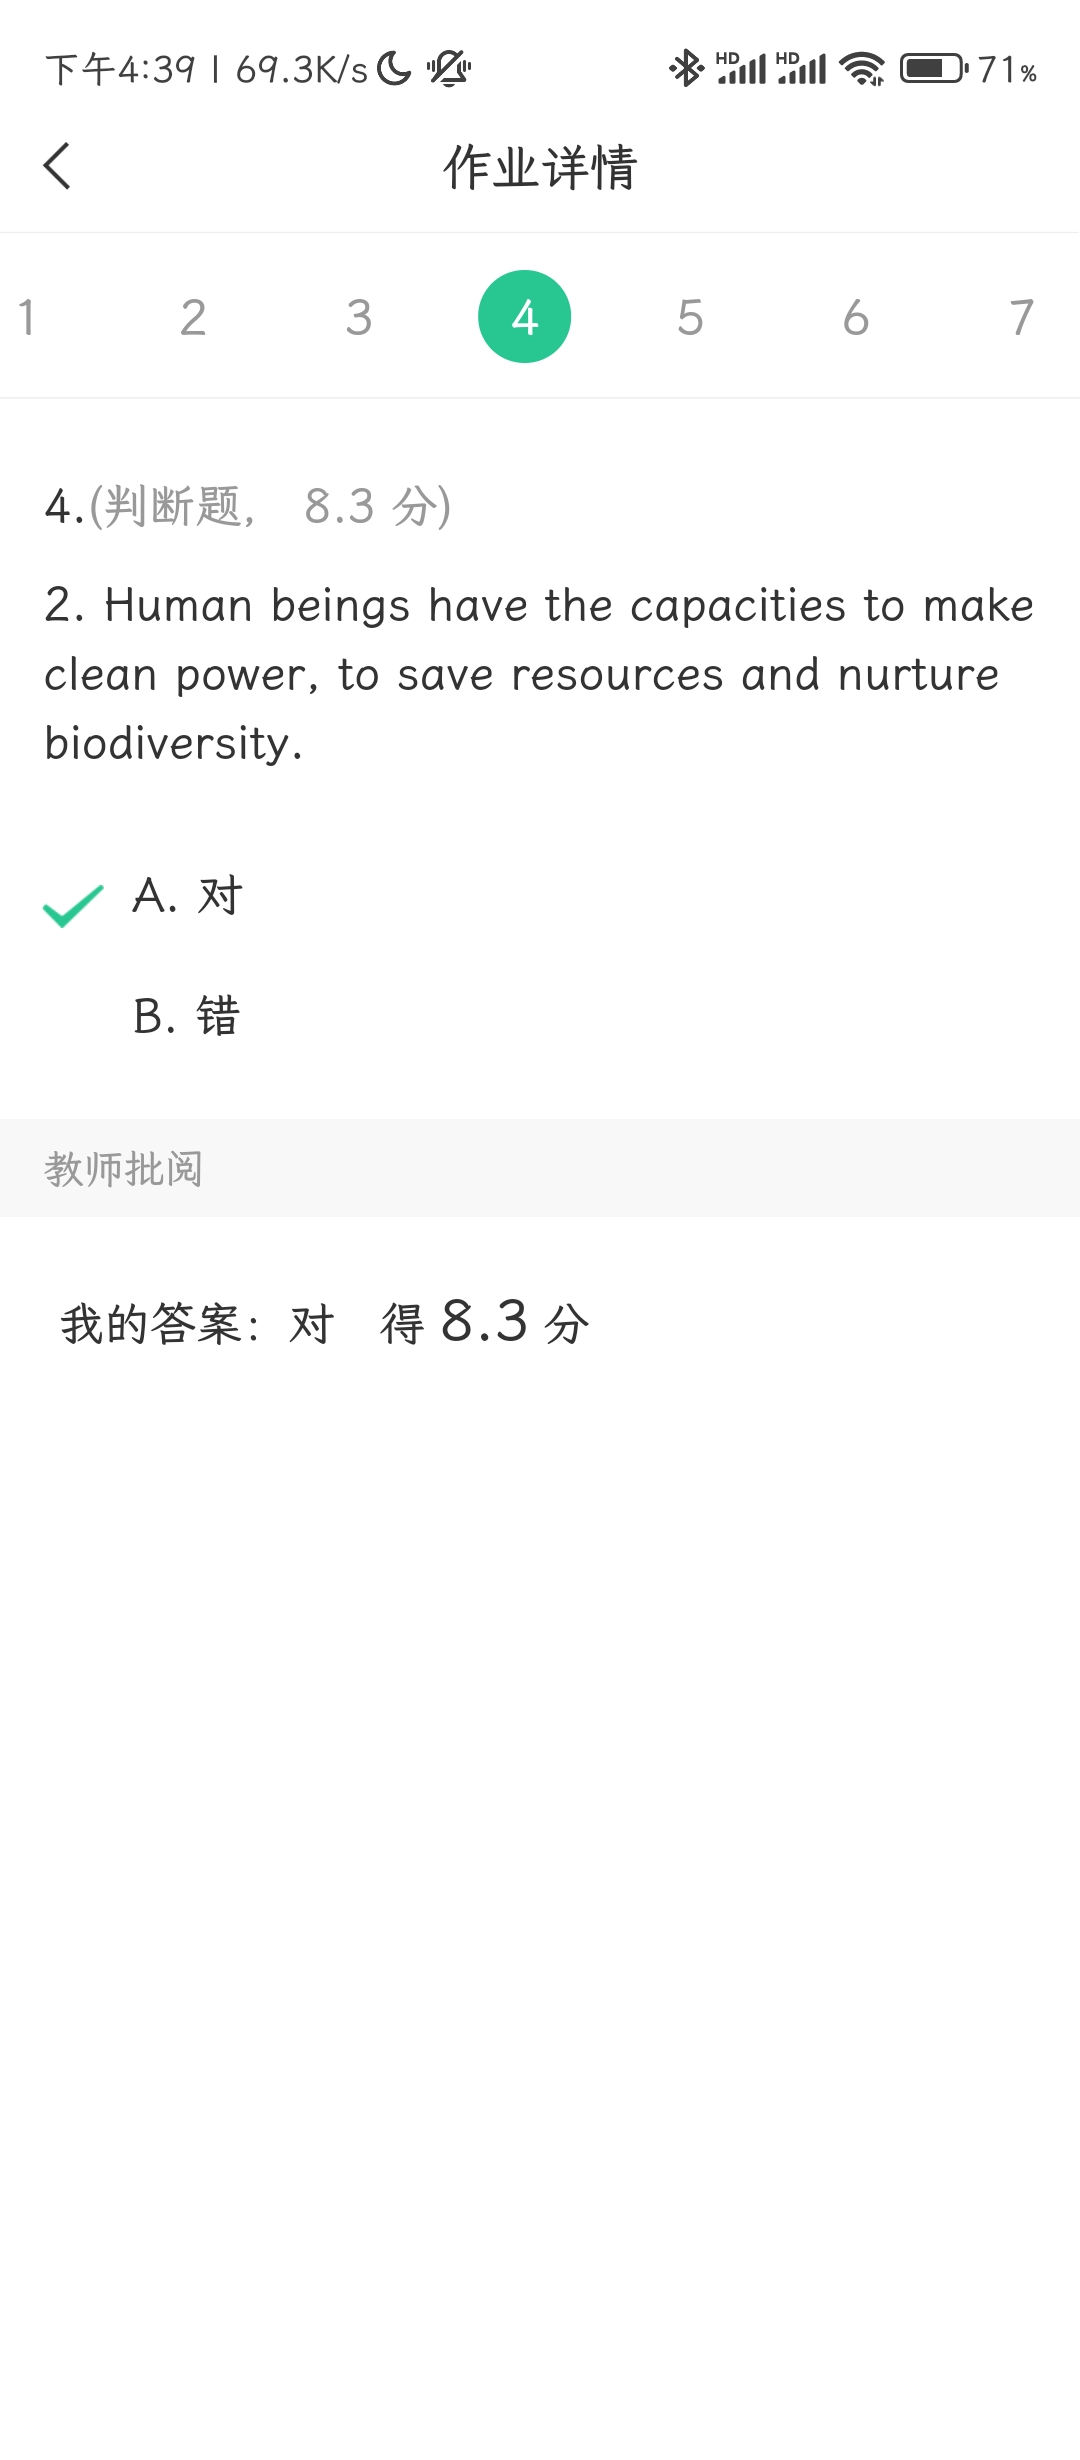 下午4:39 | 69.3K/s HD HD 71%
作业详情
1 2 3 4 5 6 7
4.(判断题, 8.3 分)
2. Human beings have the capacities to make
clean power, to save resources and nurture
biodiversity.
A. 对
B. 错
教师批阅
我的答案: 对 得 8.3 分